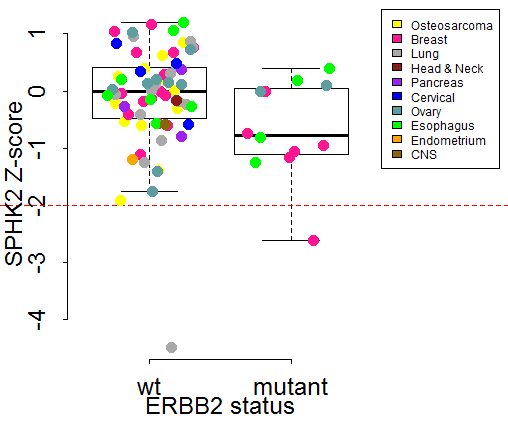 SPHK2 Z-score
1
0
-1
-2
-3
-4
Osteosarcoma
Breast
Lung
Head & Neck
Pancreas
Cervical
Ovary
Esophagus
Endometrium
CNS
wt mutant
ERBB2 status